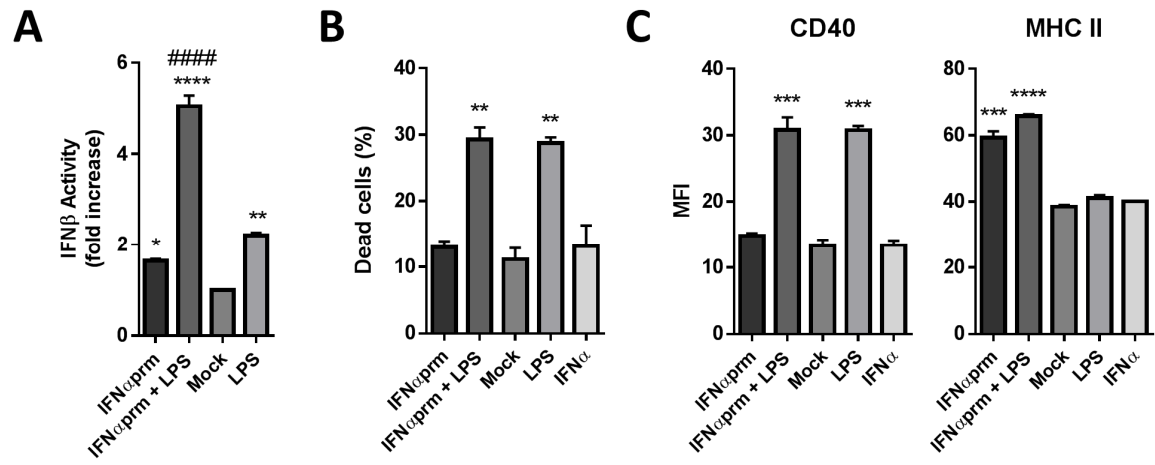 A
IFNβ Activity
(fold increase)
6
4
2
0
####
****
*
**
IFNαprm
IFNαprm + LPS
Mock
LPS
B
Dead cells (%)
40
30
20
10
0
**
**
IFNαprm
IFNαprm + LPS
Mock
LPS
IFNα
C
CD40
MFI
40
30
20
10
0
***
***
IFNαprm
IFNαprm + LPS
Mock
LPS
IFNα
MHC II
80
60
40
20
0
***
****
IFNαprm
IFNαprm + LPS
Mock
LPS
IFNα